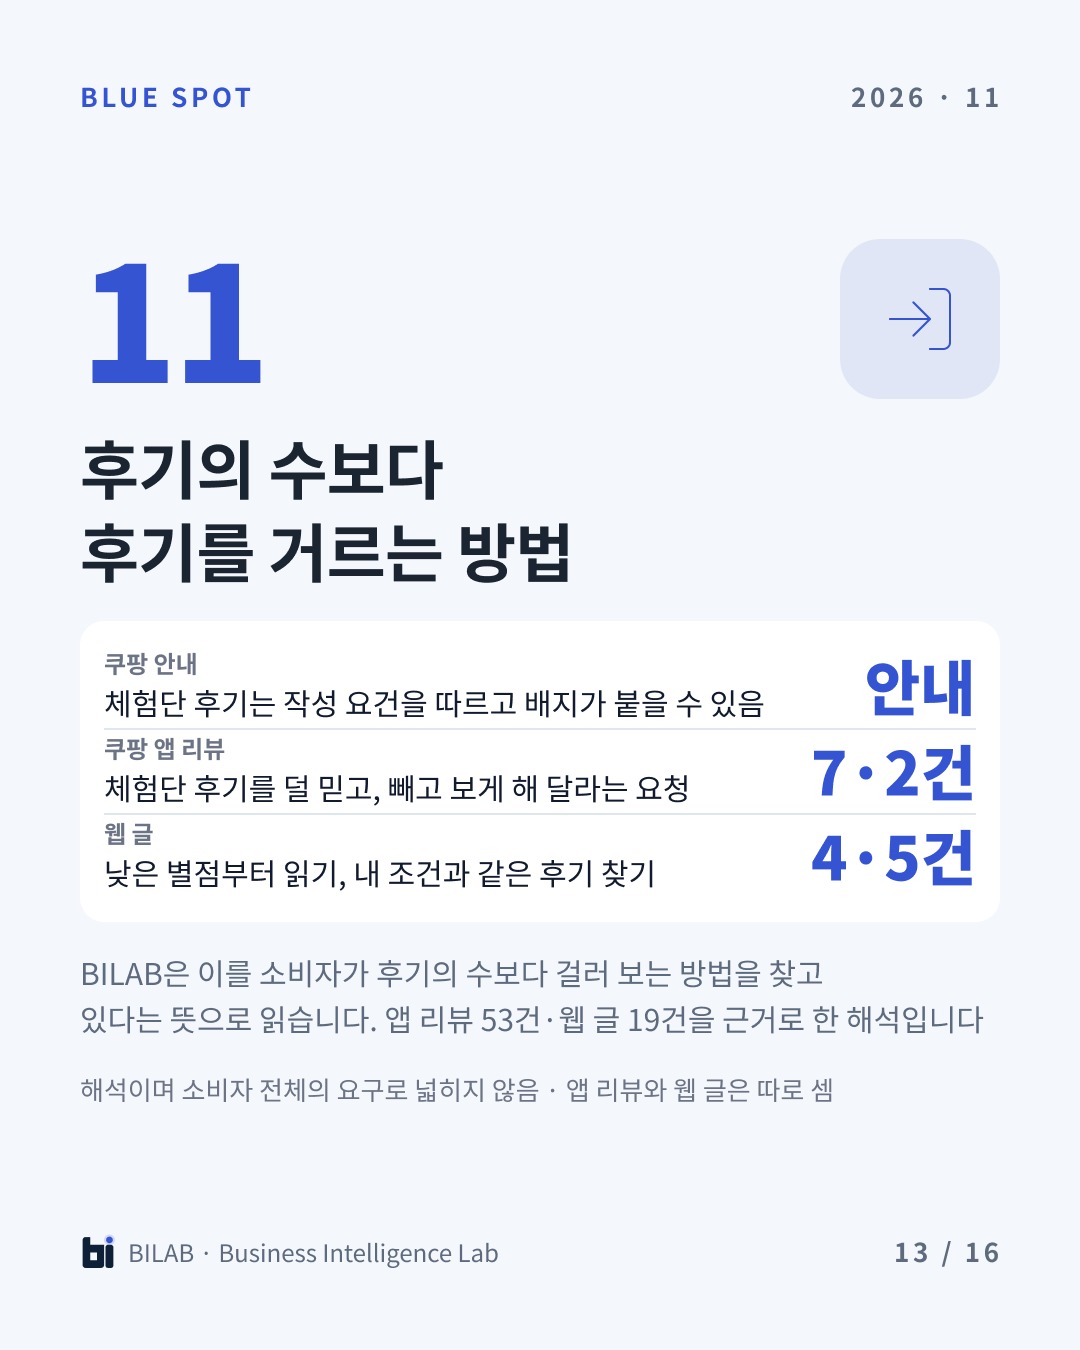 BLUE SPOT
2026 · 11
11
후기의 수보다
후기를 거르는 방법
쿠팡 안내
체험단 후기는 작성 요건을 따르고 배지가 붙을 수 있음
안내
쿠팡 앱 리뷰
체험단 후기를 덜 믿고, 빼고 보게 해 달라는 요청
7·2건
웹 글
낮은 별점부터 읽기, 내 조건과 같은 후기 찾기
4·5건
BILAB은 이를 소비자가 후기의 수보다 걸러 보는 방법을 찾고
있다는 뜻으로 읽습니다. 앱 리뷰 53건·웹 글 19건을 근거로 한 해석입니다
해석이며 소비자 전체의 요구로 넓히지 않음 · 앱 리뷰와 웹 글은 따로 셈
bi BILAB · Business Intelligence Lab
13 / 16